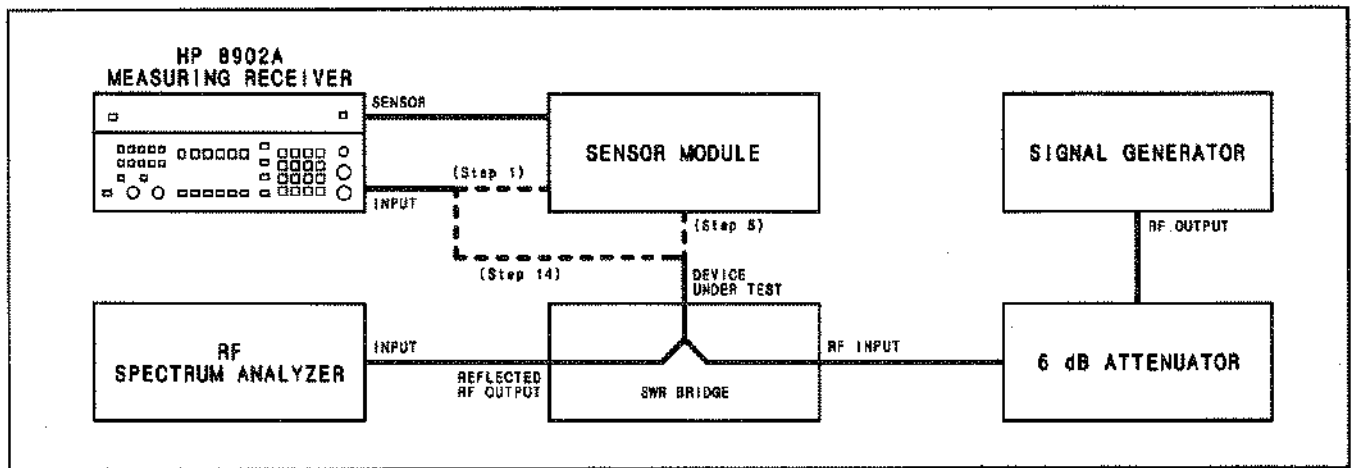 HP 8902A
MEASURING RECEIVER
SENSOR
SENSOR MODULE
SIGNAL GENERATOR
(Step 1)
INPUT
(Step 5)
RF OUTPUT
(Step 14)
DEVICE
UNDER TEST
RF
SPECTRUM ANALYZER
INPUT
REFLECTED
RF OUTPUT
SWR BRIDGE
RF INPUT
6 dB ATTENUATOR